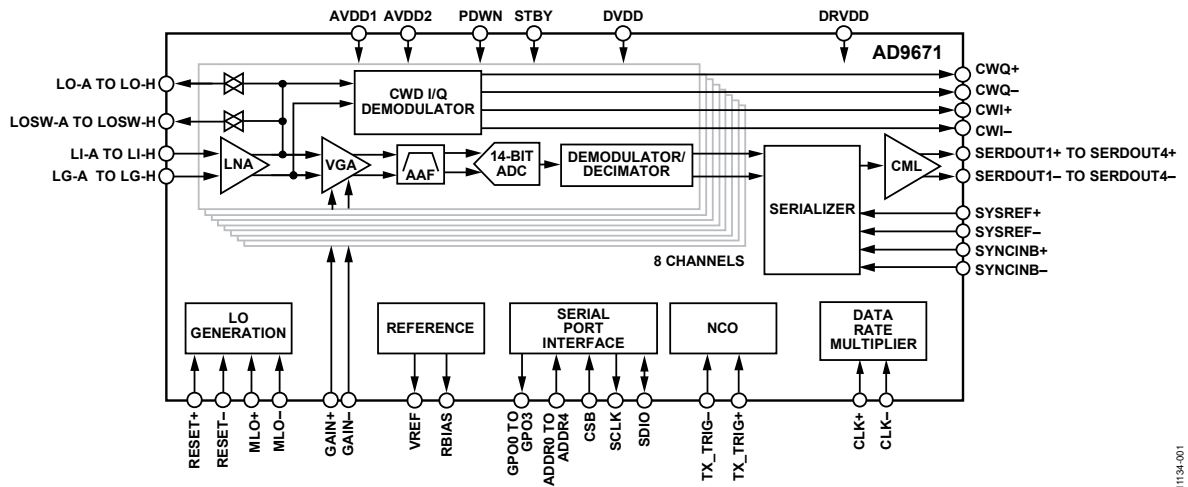 AVDD1 AVDD2 PDWN STBY DVDD DRVDD
AD9671
LO-A TO LO-H
LOSW-A TO LOSW-H
LI-A TO LI-H
LG-A TO LG-H
LNA
CWD I/Q
DEMODULATOR
VGA
AAF
14-BIT
ADC
DEMODULATOR/
DECIMATOR
SERIALIZER
CML
8 CHANNELS
CWQ+
CWQ–
CWI+
CWI–
SERDOUT1+ TO SERDOUT4+
SERDOUT1– TO SERDOUT4–
SYSREF+
SYSREF–
SYNCINB+
SYNCINB–
LO
GENERATION
REFERENCE
SERIAL
PORT
INTERFACE
NCO
DATA
RATE
MULTIPLIER
RESET+
RESET–
MLO+
MLO–
GAIN+
GAIN–
VREF
RBIAS
GPO0 TO
GPO3
ADDR0 TO
ADDR4
CSB
SCLK
SDIO
TX_TRIG–
TX_TRIG+
CLK+
CLK–
11134-001